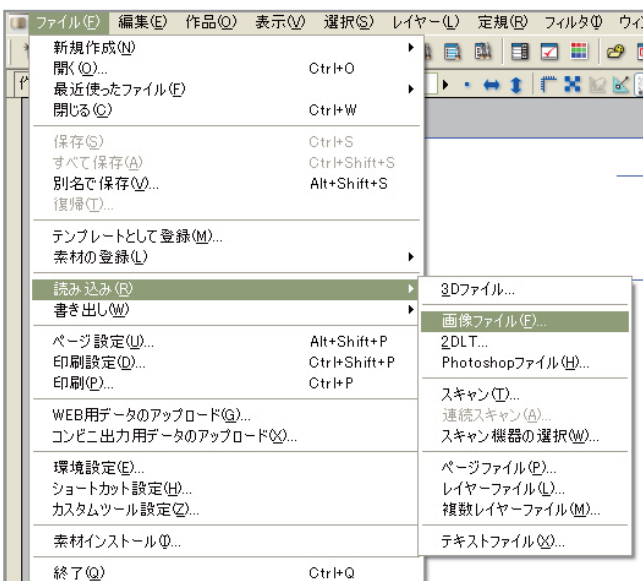 ファイル(F) 編集(E) 作品(O) 表示(V) 選択(S) レイヤー(L) 定規(R) フィルタ(I)
新規作成(N)
開く(O)... Ctrl+O
最近使ったファイル(F)
閉じる(C) Ctrl+W
保存(S) Ctrl+S
すべて保存(A) Ctrl+Shift+S
別名で保存(V)... Alt+Shift+S
復帰(T)...
テンプレートとして登録(M)...
素材の登録(L)
読み込み(R)
書き出し(W)
ページ設定(U)... Alt+Shift+P
印刷設定(D)... Ctrl+Shift+P
印刷(P)... Ctrl+P
WEB用データのアップロード(G)...
コンビニ出力用データのアップロード(X)...
環境設定(E)...
ショートカット設定(H)...
カスタムツール設定(Z)...
素材インストール(I)...
終了(Q) Ctrl+Q
3Dファイル...
画像ファイル(F)...
2DLT...
Photoshopファイル(H)...
スキャン(T)...
連続スキャン(A)...
スキャン機器の選択(W)...
ページファイル(P)...
レイヤーファイル(L)...
複数レイヤーファイル(M)...
テキストファイル(X)...